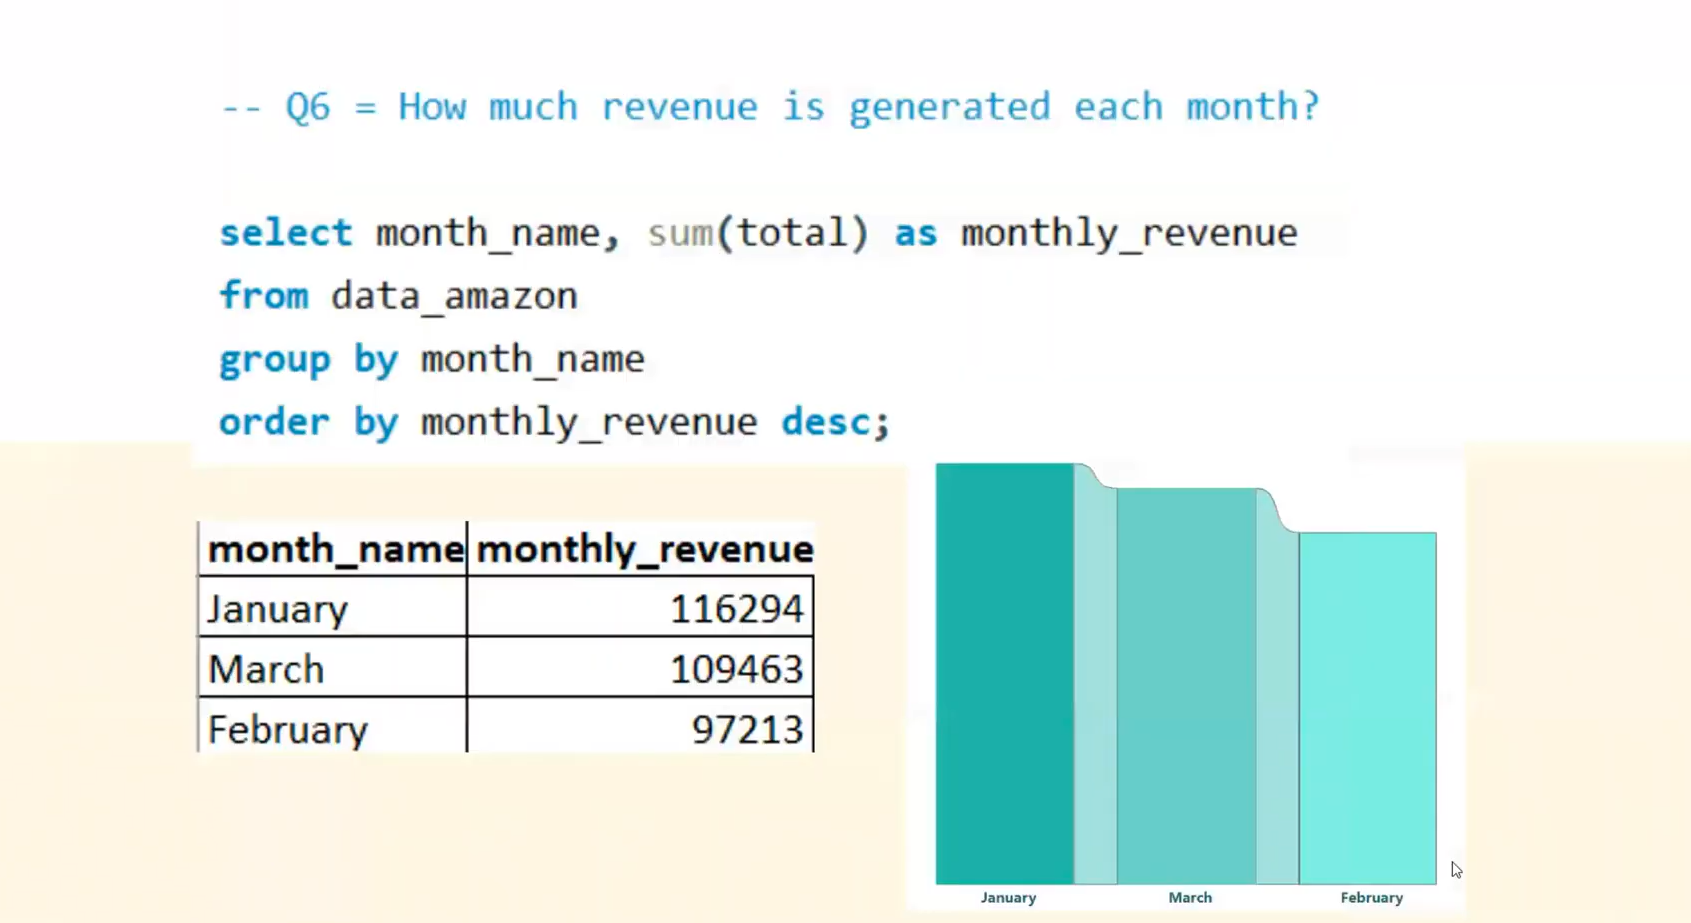 -- Q6 = How much revenue is generated each month?
select month_name, sum(total) as monthly_revenue
from data_amazon
group by month_name
order by monthly_revenue desc;
month_name monthly_revenue
January 116294
March 109463
February 97213
January March February